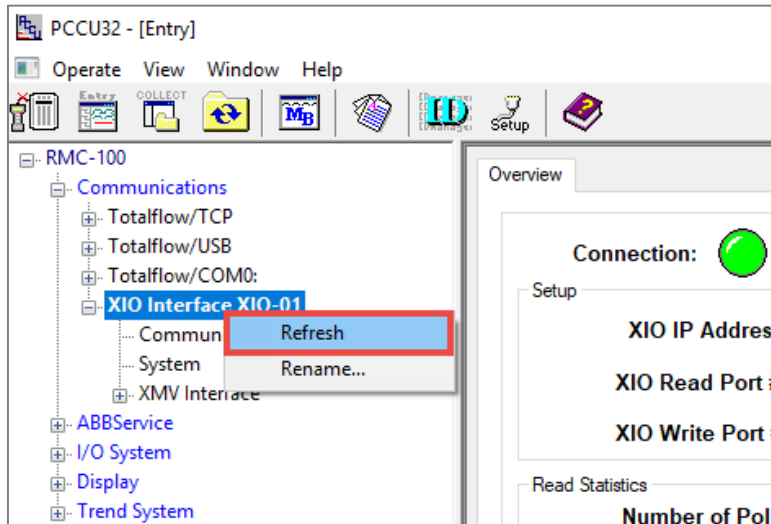 PCCU32 - [Entry]
Operate View Window Help
Entry
COLLECT
MB
ID
Setup
RMC-100
Communications
Totalflow/TCP
Totalflow/USB
Totalflow/COM0:
XIO Interface XIO-01
Commun
System
XMV Interface
ABBService
I/O System
Display
Trend System
Refresh
Rename...
Overview
Connection:
Setup
XIO IP Addres
XIO Read Port
XIO Write Port
Read Statistics
Number of Pol